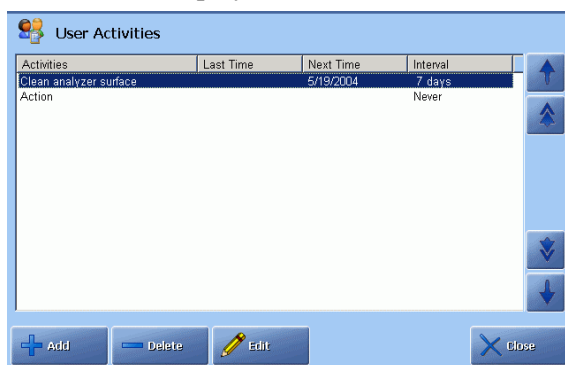 User Activities
Activities Last Time Next Time Interval
Clean analyzer surface 5/19/2004 7 days
Action Never
Add Delete Edit Close